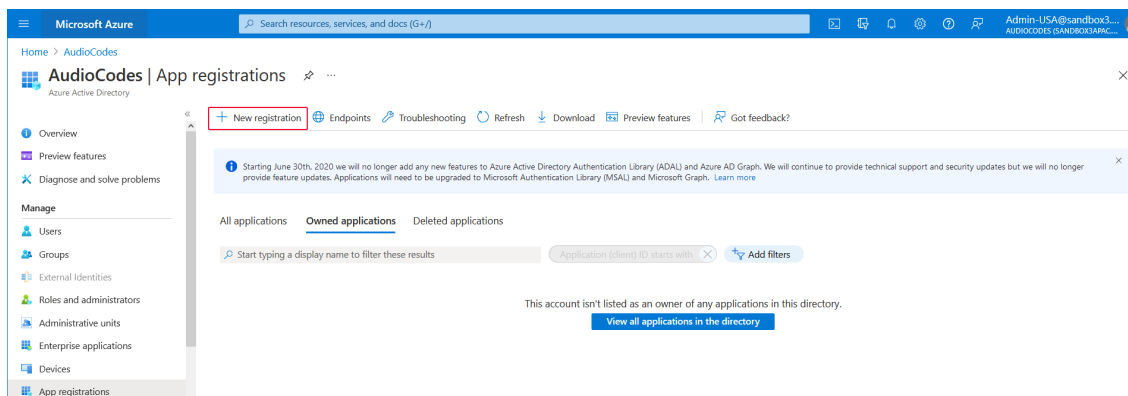 Microsoft Azure
Search resources, services, and docs (G+/)
Admin-USA@sandbox3....
AUDIOCODES (SANDBOX3APAC...
Home > AudioCodes
AudioCodes | App registrations
Azure Active Directory
New registration
Endpoints
Troubleshooting
Refresh
Download
Preview features
Got feedback?
Overview
Preview features
Diagnose and solve problems
Manage
Users
Groups
External Identities
Roles and administrators
Administrative units
Enterprise applications
Devices
App registrations
Starting June 30th, 2020 we will no longer add any new features to Azure Active Directory Authentication Library (ADAL) and Azure AD Graph. We will continue to provide technical support and security updates but we will no longer
provide feature updates. Applications will need to be upgraded to Microsoft Authentication Library (MSAL) and Microsoft Graph. Learn more
All applications
Owned applications
Deleted applications
Start typing a display name to filter these results
Application (client) ID starts with
Add filters
This account isn't listed as an owner of any applications in this directory.
View all applications in the directory